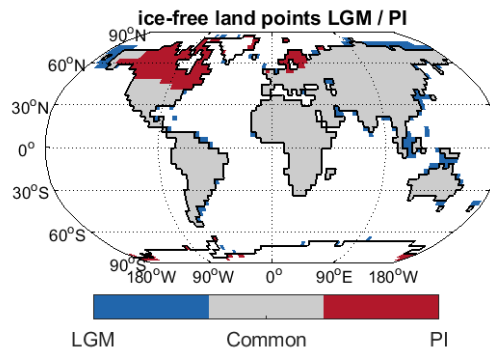 ice-free land points LGM / PI
90°N
60°N
30°N
0°
30°S
60°S
90°S
180°W 90°W 0° 90°E 180°W
LGM Common PI